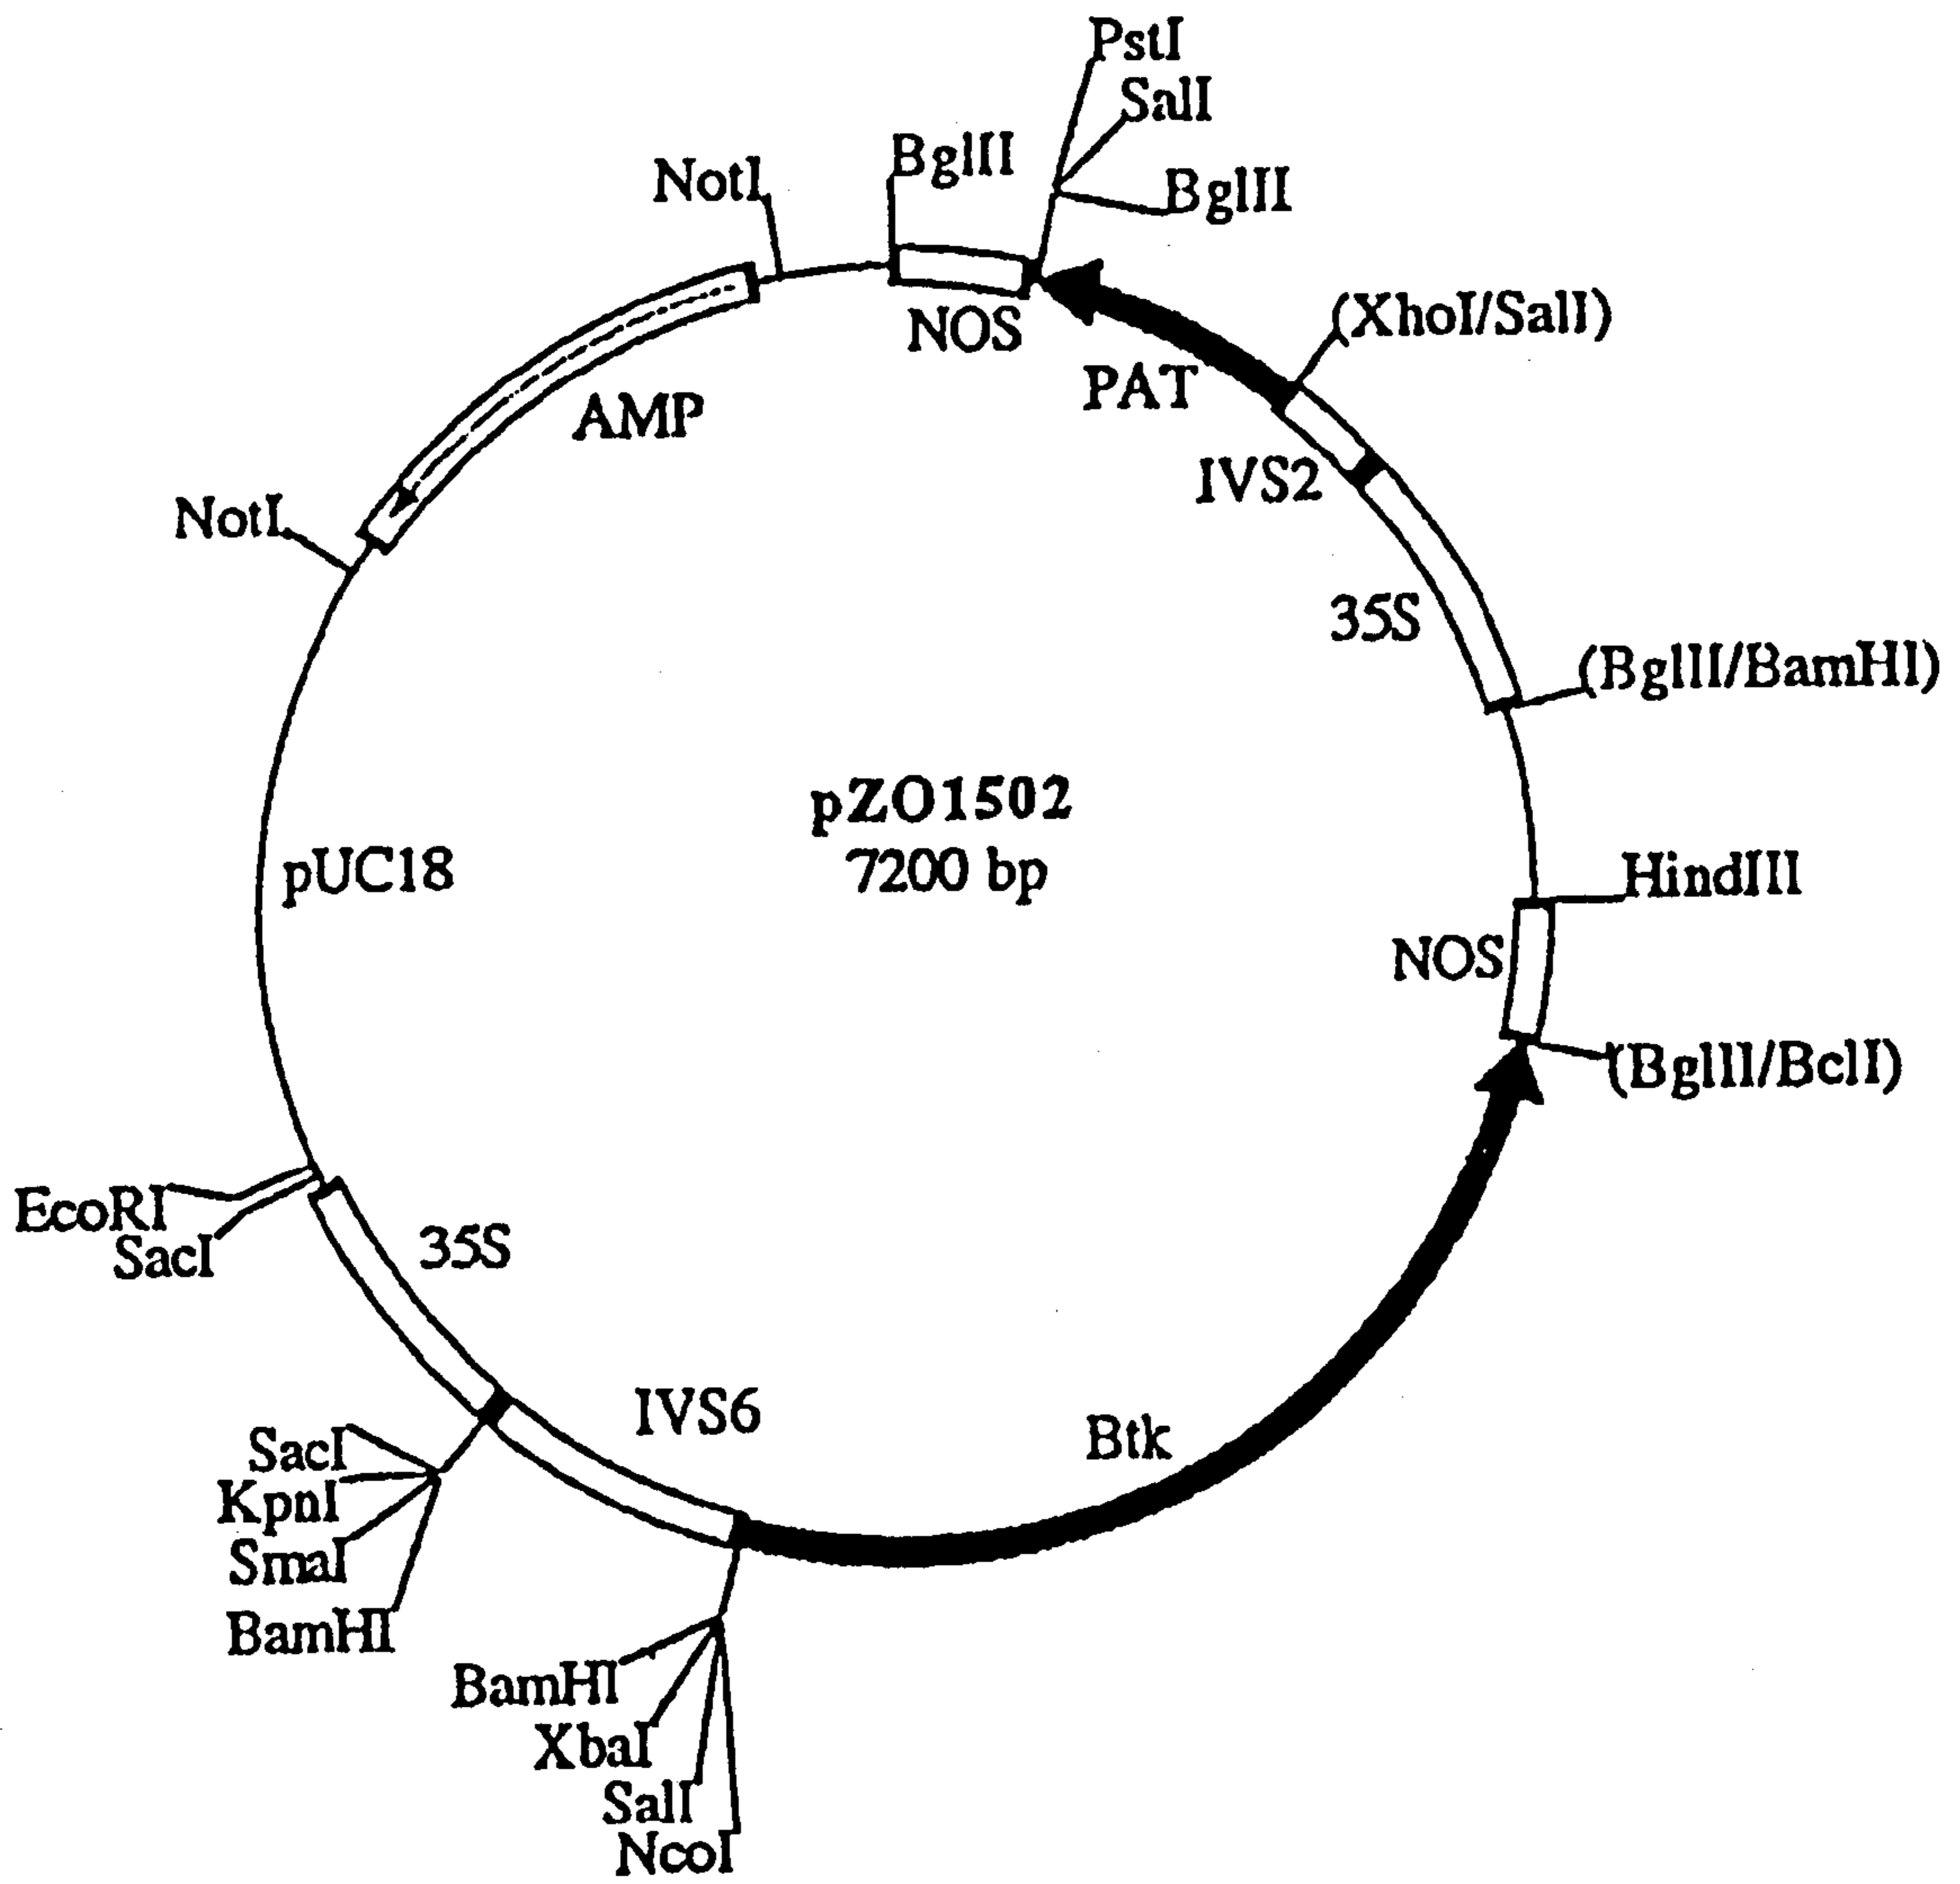 PstI
SalI
BglII
BglII
NotI
NOS
(XhoI/SalI)
PAT
AMP
IVS2
NotI
35S
(BglII/BamHI)
pZO1502
7200 bp
pUC18
HindIII
NOS
(BglII/BclI)
EcoRI
SacI
35S
IVS6
Btk
SacI
KpnI
SmaI
BamHI
BamHI
XbaI
SalI
NcoI